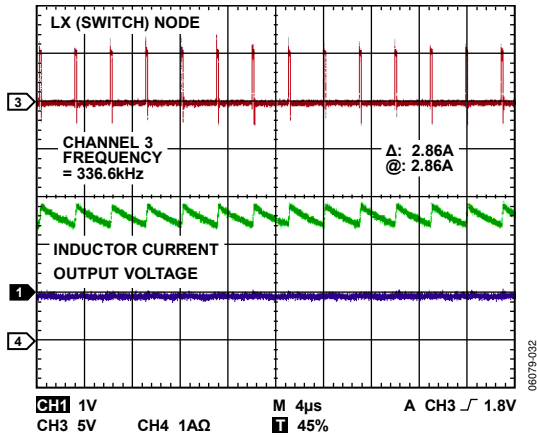 LX (SWITCH) NODE
3
CHANNEL 3
FREQUENCY
= 336.6kHz
Δ: 2.86A
@: 2.86A
INDUCTOR CURRENT
OUTPUT VOLTAGE
1
4
06079-032
CH1 1V M 4µs A CH3 1.8V
CH3 5V CH4 1AΩ T 45%